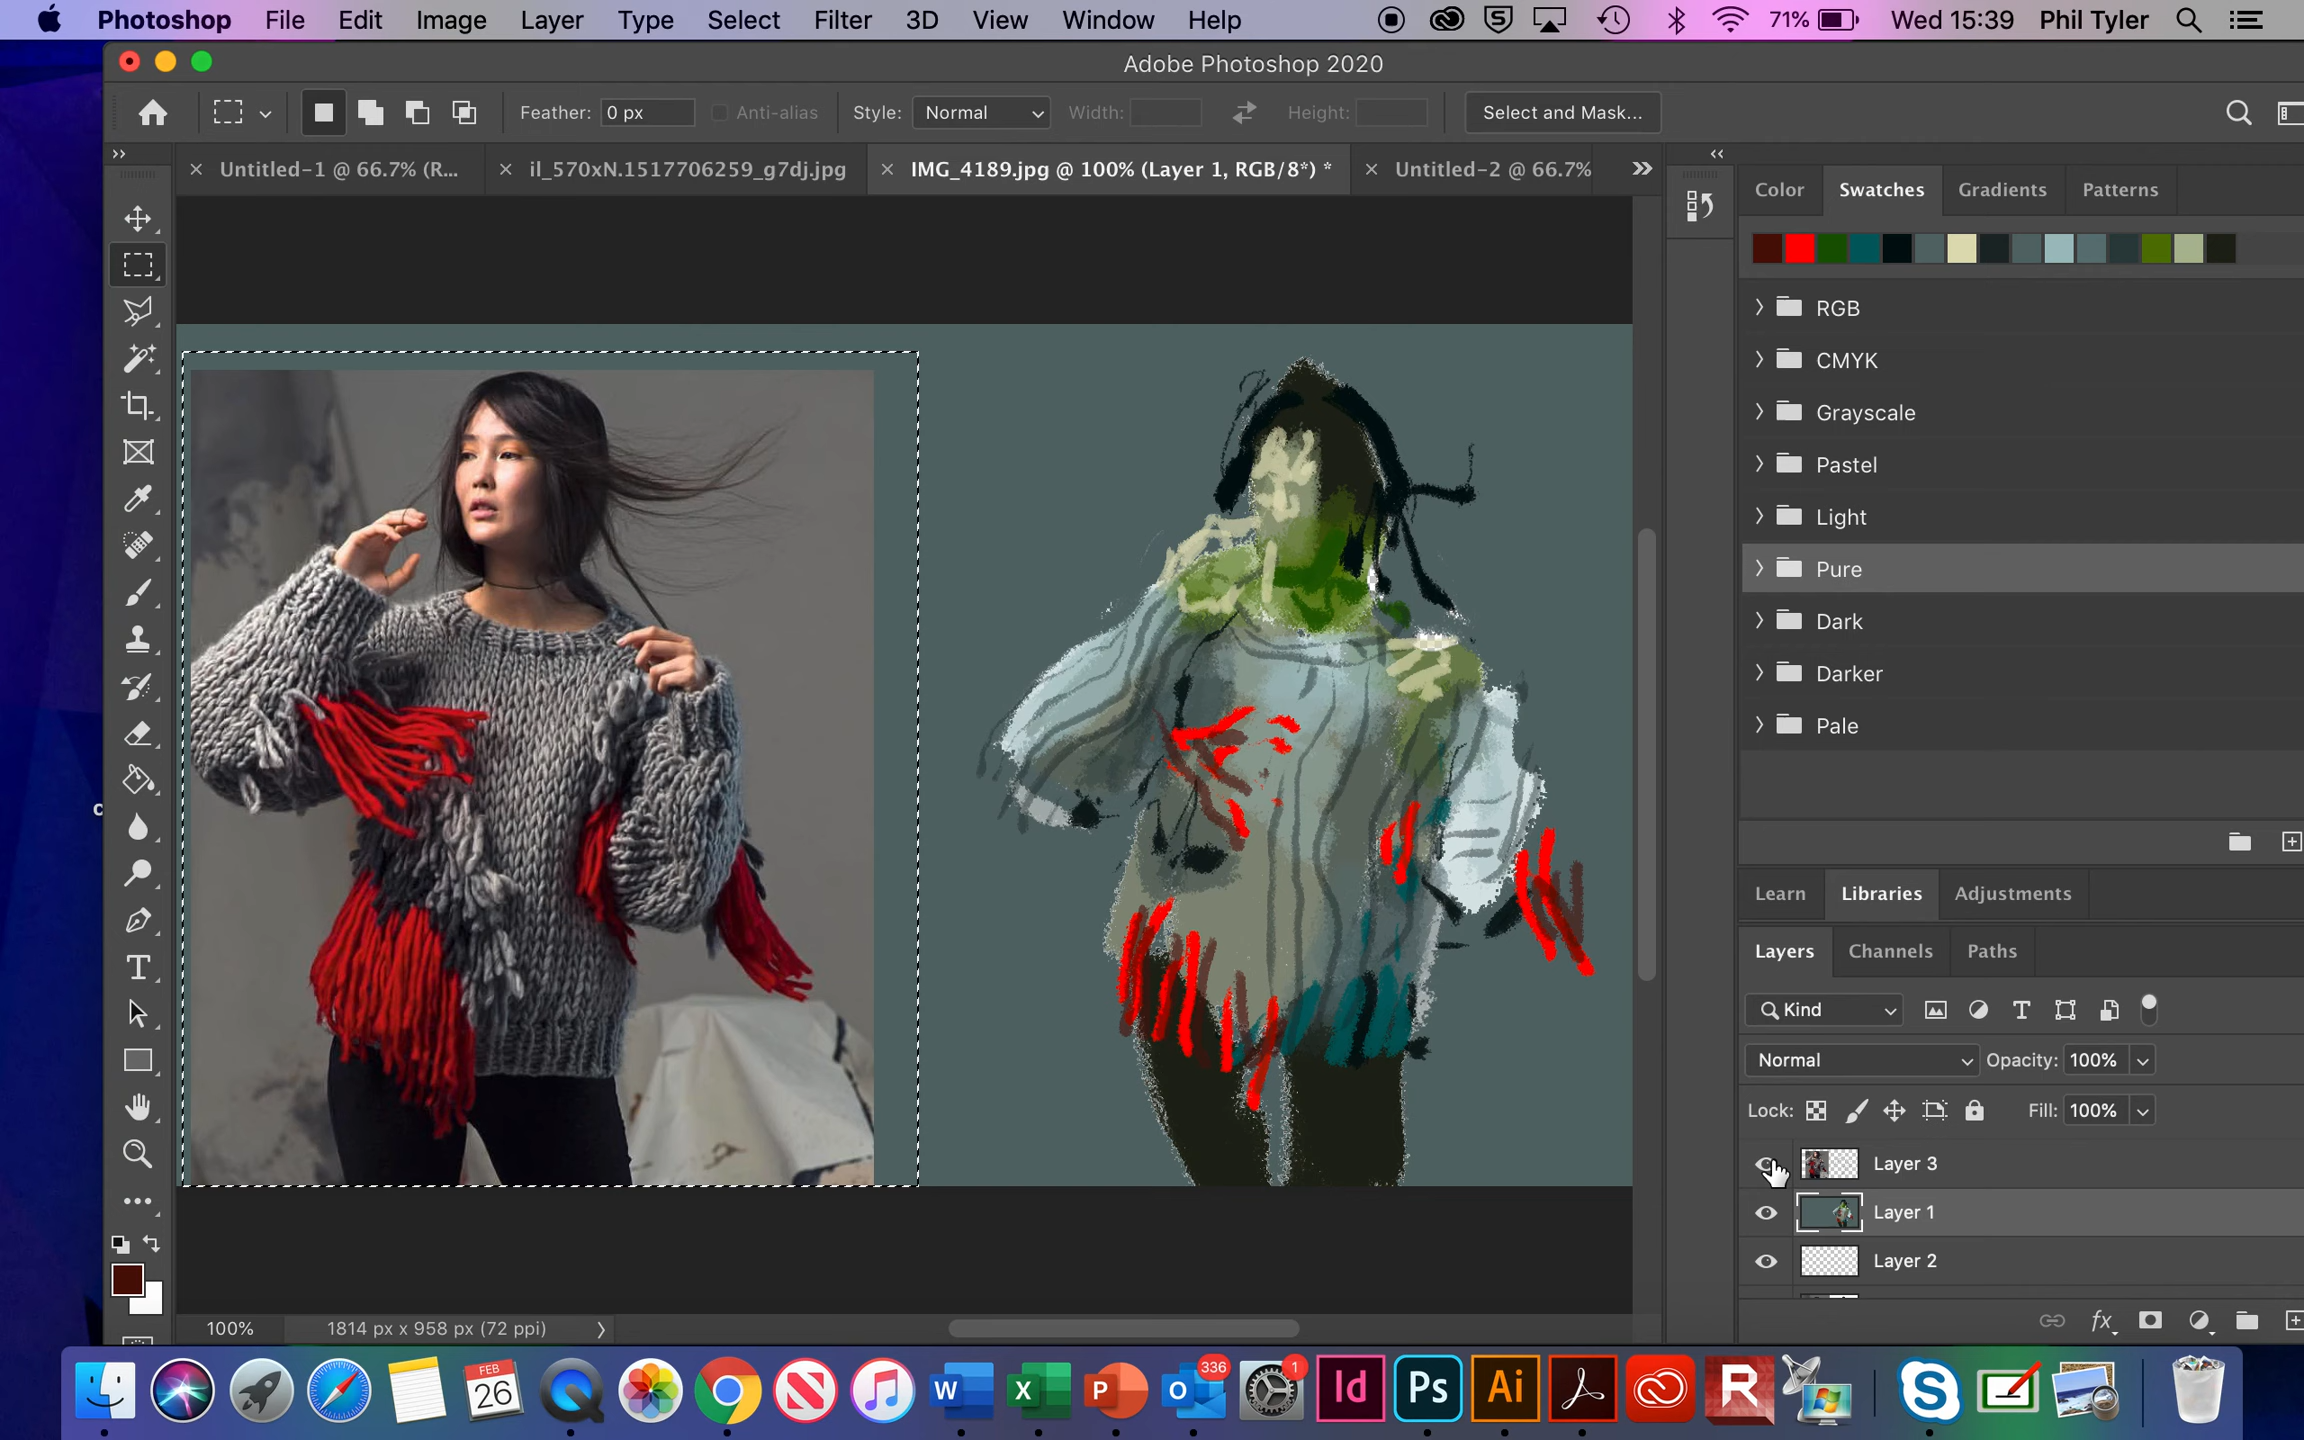 Photoshop File Edit Image Layer Type Select Filter 3D View Window Help 71% Wed 15:39 Phil Tyler
Adobe Photoshop 2020
Feather: 0 px Anti-alias Style: Normal Width: Height: Select and Mask...
Untitled-1 @ 66.7% (R... il_570xN.1517706259_g7dj.jpg IMG_4189.jpg @ 100% (Layer 1, RGB/8*) * Untitled-2 @ 66.7%
Color Swatches Gradients Patterns
RGB
CMYK
Grayscale
Pastel
Light
Pure
Dark
Darker
Pale
c
Learn Libraries Adjustments
Layers Channels Paths
Kind
Normal Opacity: 100%
Lock: Fill: 100%
Layer 3
Layer 1
Layer 2
fx
100% 1814 px x 958 px (72 ppi)
FEB
26
336
1
W X P O Id Ps Ai R S